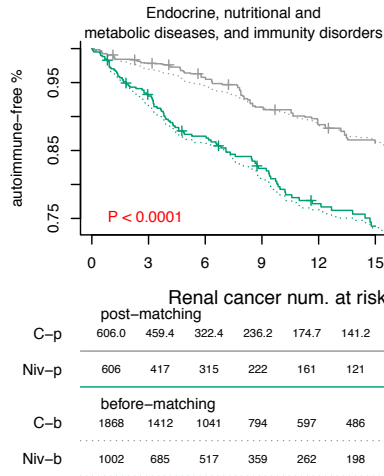 Endocrine, nutritional and
metabolic diseases, and immunity disorders
autoimmune−free %
0.95
0.85
0.75
P < 0.0001
0 3 6 9 12 15
Renal cancer num. at risk
post−matching
C−p 606.0 459.4 322.4 236.2 174.7 141.2
Niv−p 606 417 315 222 161 121
before−matching
C−b 1868 1412 1041 794 597 486
Niv−b 1002 685 517 359 262 198